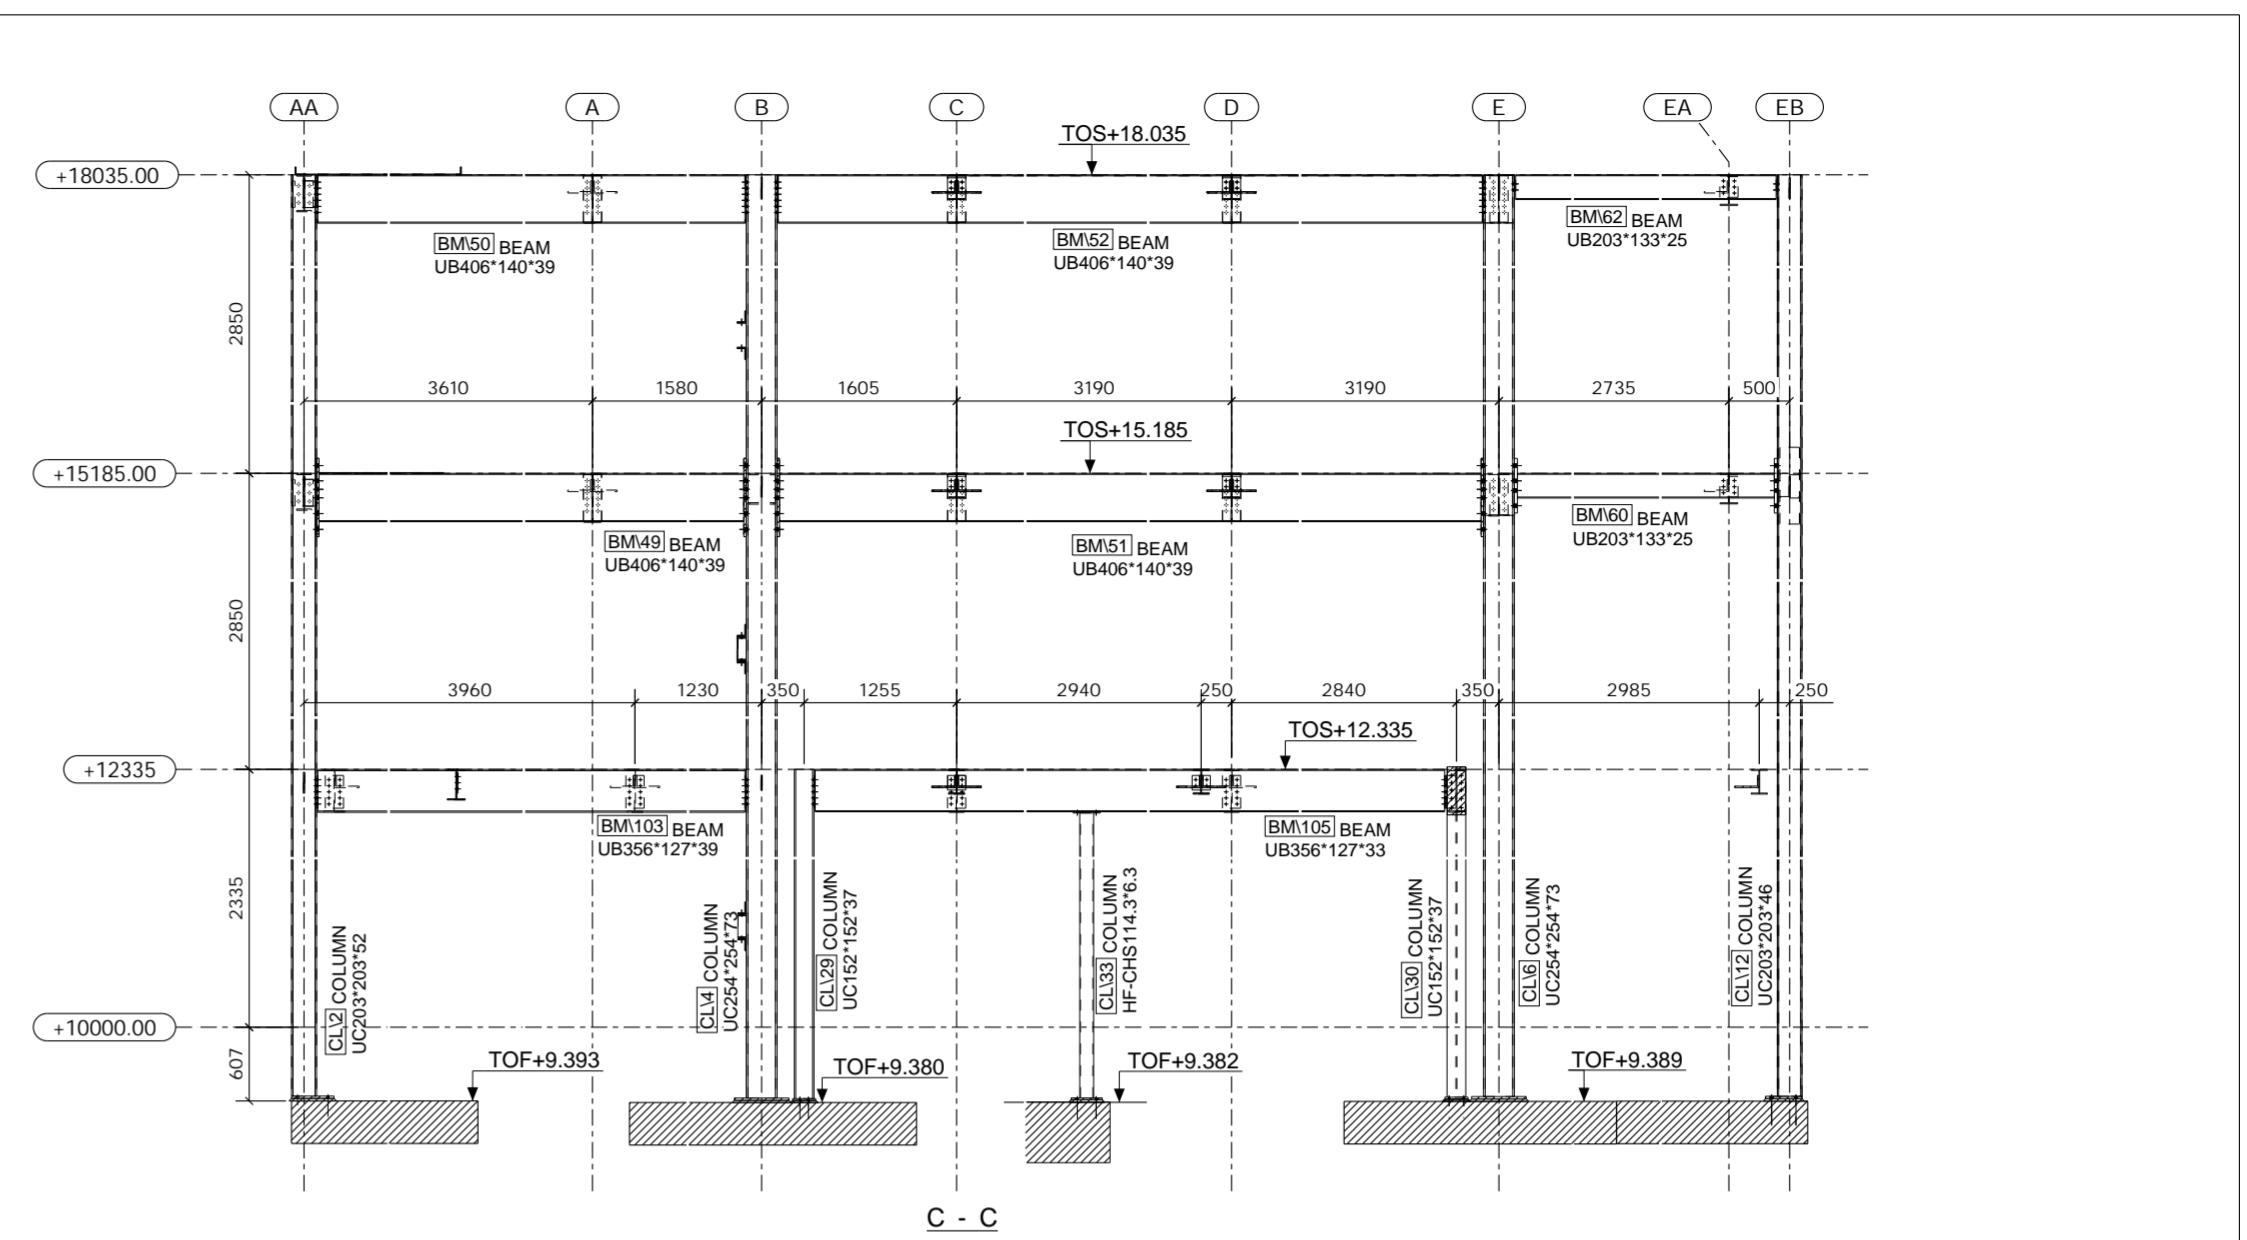 AA
A
B
C
D
E
EA
EB
TOS+18.035
+18035.00
BM\50 BEAM
UB406*140*39
BM\52 BEAM
UB406*140*39
BM\62 BEAM
UB203*133*25
2850
3610
1580
1605
3190
3190
2735
500
TOS+15.185
+15185.00
BM\49 BEAM
UB406*140*39
BM\51 BEAM
UB406*140*39
BM\60 BEAM
UB203*133*25
2850
3960
1230
350
1255
2940
250
2840
350
2985
250
TOS+12.335
+12335
BM\103 BEAM
UB356*127*39
BM\105 BEAM
UB356*127*33
2335
CL\2 COLUMN
UC203*203*52
CL\4 COLUMN
UC254*254*73
CL\29 COLUMN
UC152*152*37
CL\33 COLUMN
HF-CHS114.3*6.3
CL\30 COLUMN
UC152*152*37
CL\6 COLUMN
UC254*254*73
CL\12 COLUMN
UC203*203*46
+10000.00
607
TOF+9.393
TOF+9.380
TOF+9.382
TOF+9.389
C - C